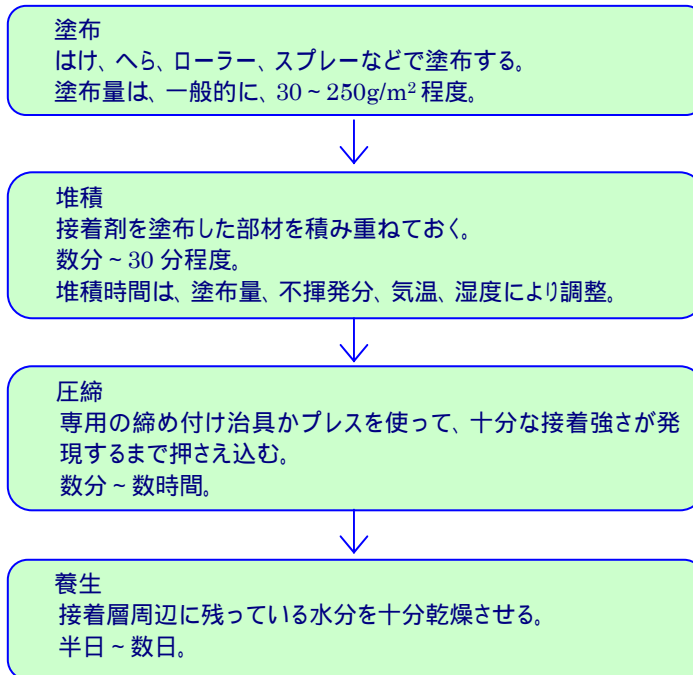 塗布
はけ、へら、ローラー、スプレーなどで塗布する。
塗布量は、一般的に、30~250g/m²程度。
堆積
接着剤を塗布した部材を積み重ねておく。
数分~30分程度。
堆積時間は、塗布量、不揮発分、気温、湿度により調整。
圧締
専用の締め付け治具かプレスを使って、十分な接着強さが発
現するまで押さえ込む。
数分~数時間。
養生
接着層周辺に残っている水分を十分乾燥させる。
半日~数日。